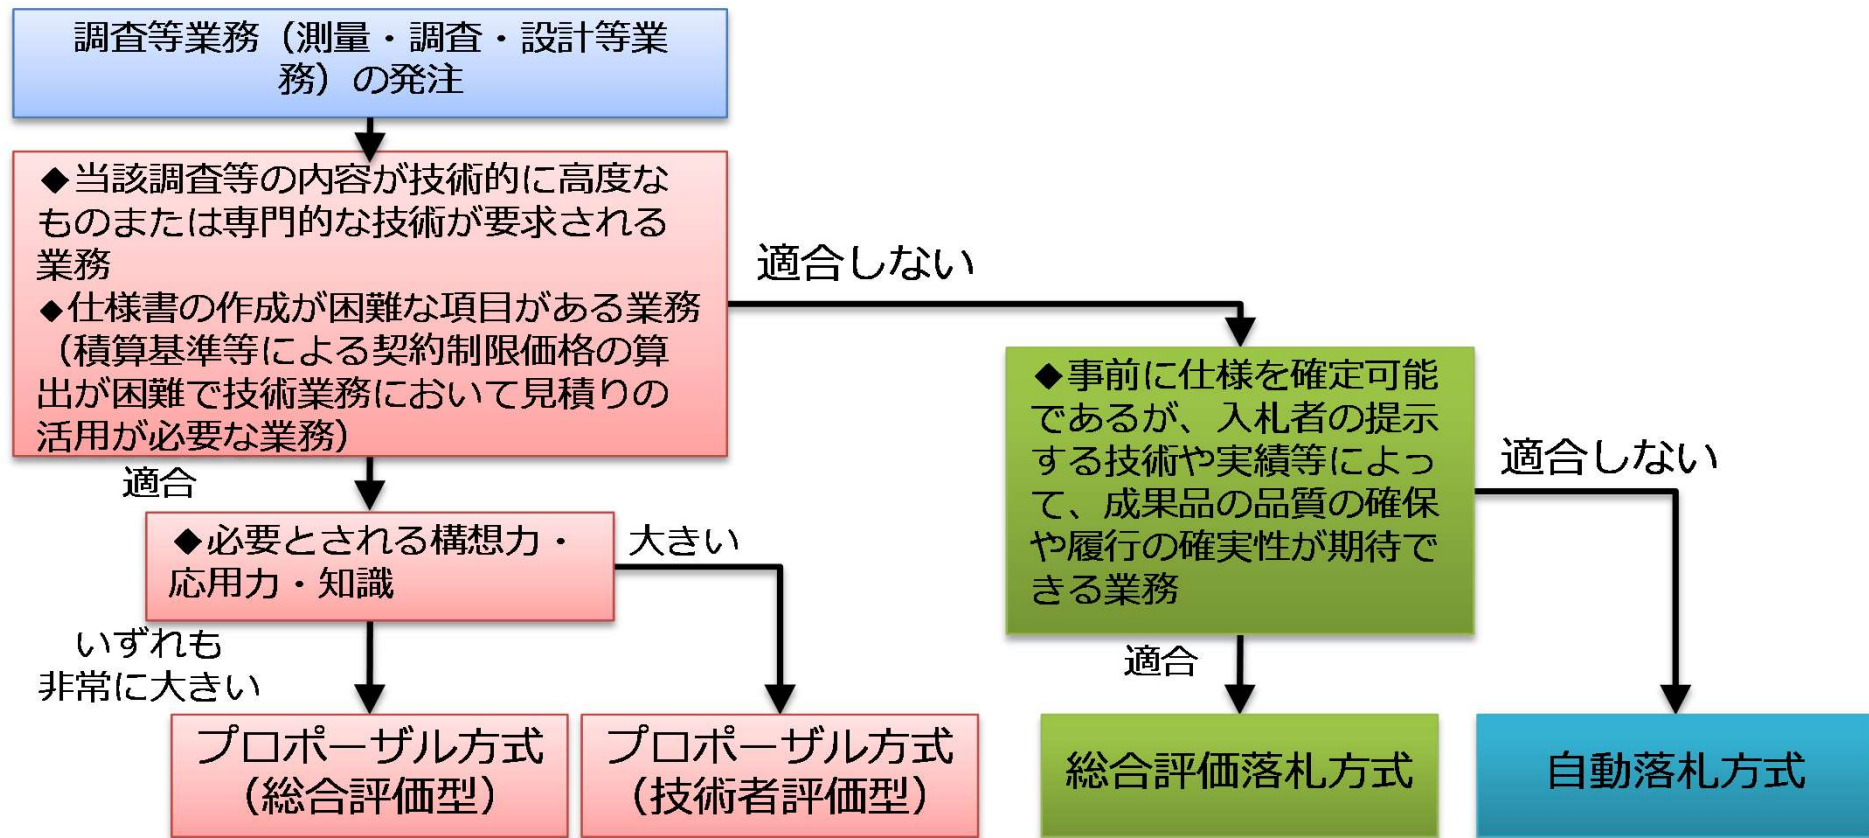 調査等業務（測量・調査・設計等業
務）の発注
◆当該調査等の内容が技術的に高度な
ものまたは専門的な技術が要求される
業務
◆仕様書の作成が困難な項目がある業務
（積算基準等による契約制限価格の算
出が困難で技術業務において見積りの
活用が必要な業務）
適合しない
適合
◆事前に仕様を確定可能
であるが、入札者の提示
する技術や実績等によっ
て、成果品の品質の確保
や履行の確実性が期待で
きる業務
適合しない
◆必要とされる構想力・
応用力・知識
大きい
いずれも
非常に大きい
適合
プロポーザル方式
（総合評価型）
プロポーザル方式
（技術者評価型）
総合評価落札方式
自動落札方式